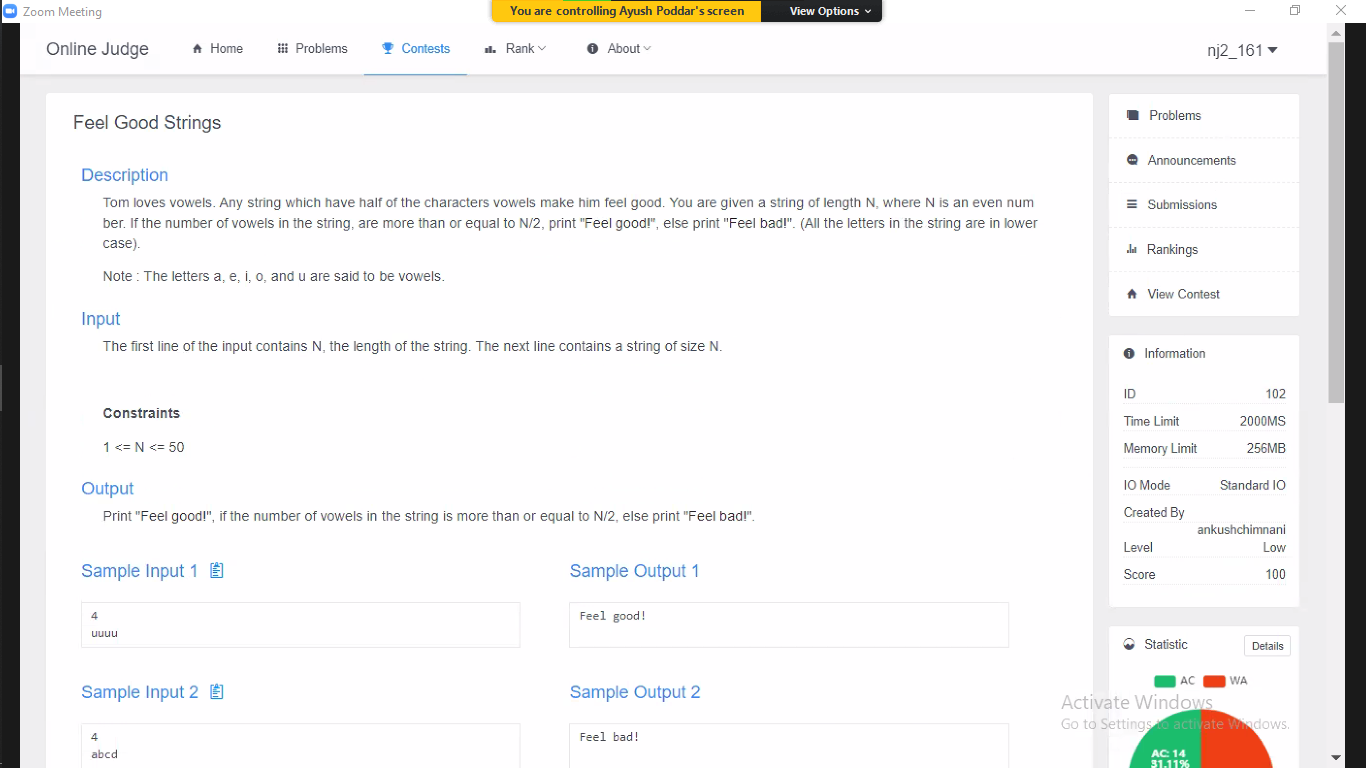 Zoom Meeting
You are controlling Ayush Poddar's screen
View Options
Online Judge
Home
Problems
Contests
Rank
About
nj2_161
Feel Good Strings
Description
Tom loves vowels. Any string which have half of the characters vowels make him feel good. You are given a string of length N, where N is an even num
ber. If the number of vowels in the string, are more than or equal to N/2, print "Feel good!", else print "Feel bad!". (All the letters in the string are in lower
case).
Note : The letters a, e, i, o, and u are said to be vowels.
Input
The first line of the input contains N, the length of the string. The next line contains a string of size N.
Constraints
1 <= N <= 50
Output
Print "Feel good!", if the number of vowels in the string is more than or equal to N/2, else print "Feel bad!".
Sample Input 1
4
uuuu
Sample Output 1
Feel good!
Sample Input 2
4
abcd
Sample Output 2
Feel bad!
Problems
Announcements
Submissions
Rankings
View Contest
Information
ID 102
Time Limit 2000MS
Memory Limit 256MB
IO Mode Standard IO
Created By
ankushchimnani
Level Low
Score 100
Statistic
Details
AC WA
AC: 14
31.11%
Activate Windows
Go to Settings to activate Windows.